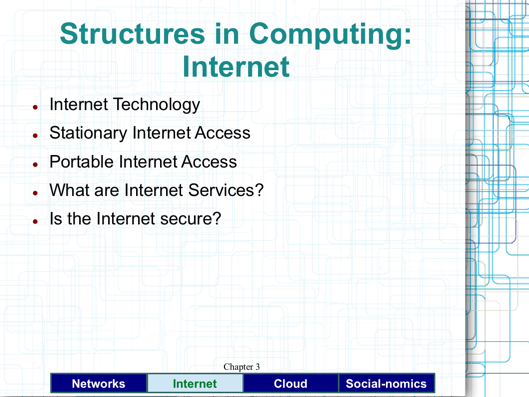 Structures in Computing:
Internet
● Internet Technology
● Stationary Internet Access
● Portable Internet Access
● What are Internet Services?
● Is the Internet secure?
Chapter 3
Networks Internet Cloud Social-nomics